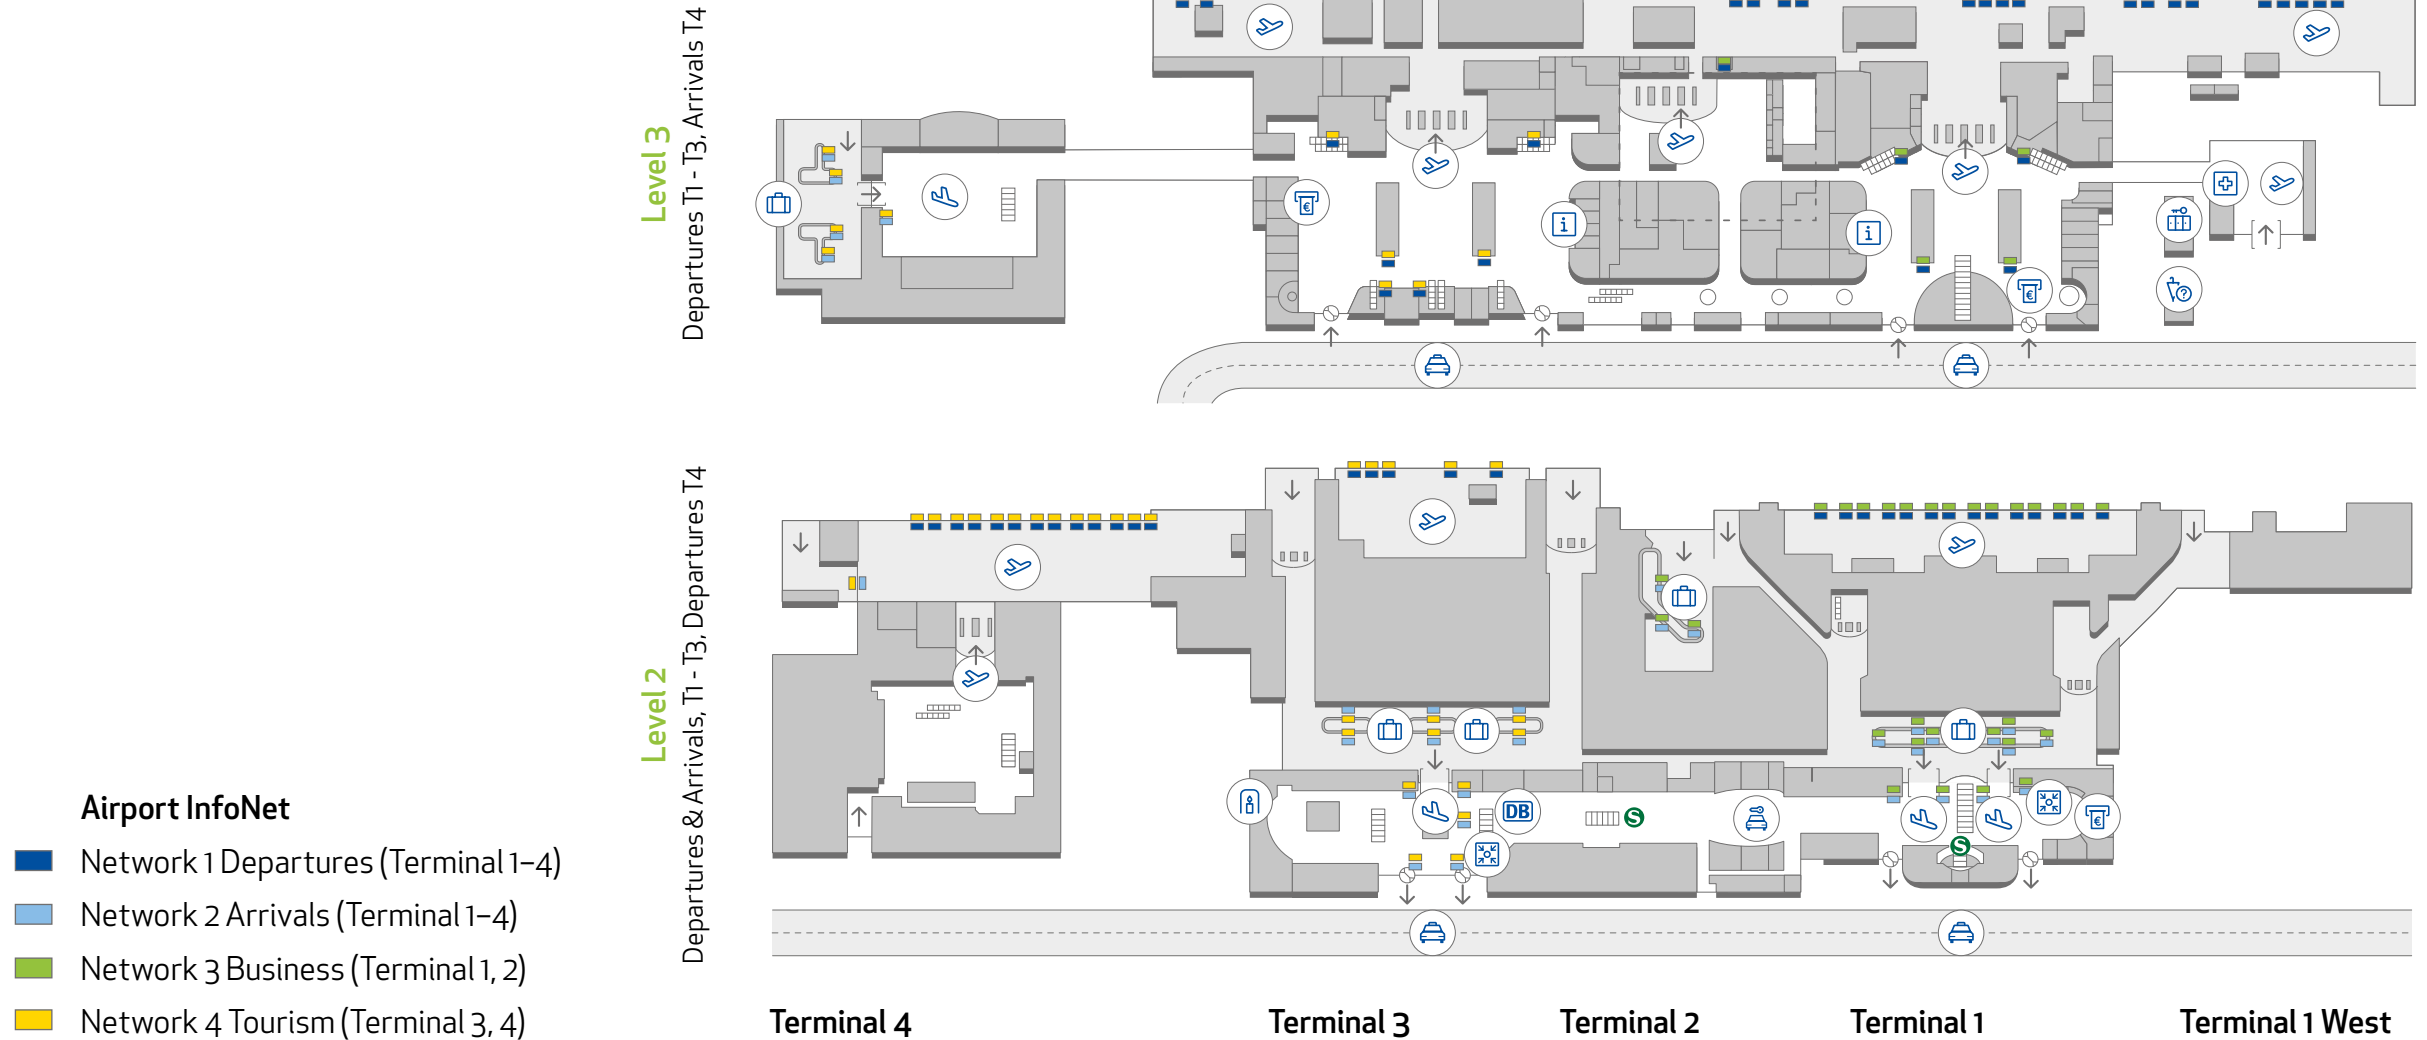 Level 3
Departures T1 - T3, Arrivals T4
€
i
i
€
?
Level 2
Departures & Arrivals, T1 - T3, Departures T4
DB
S
€
S
Airport InfoNet
Network 1 Departures (Terminal 1–4)
Network 2 Arrivals (Terminal 1–4)
Network 3 Business (Terminal 1, 2)
Network 4 Tourism (Terminal 3, 4)
Terminal 4
Terminal 3
Terminal 2
Terminal 1
Terminal 1 West